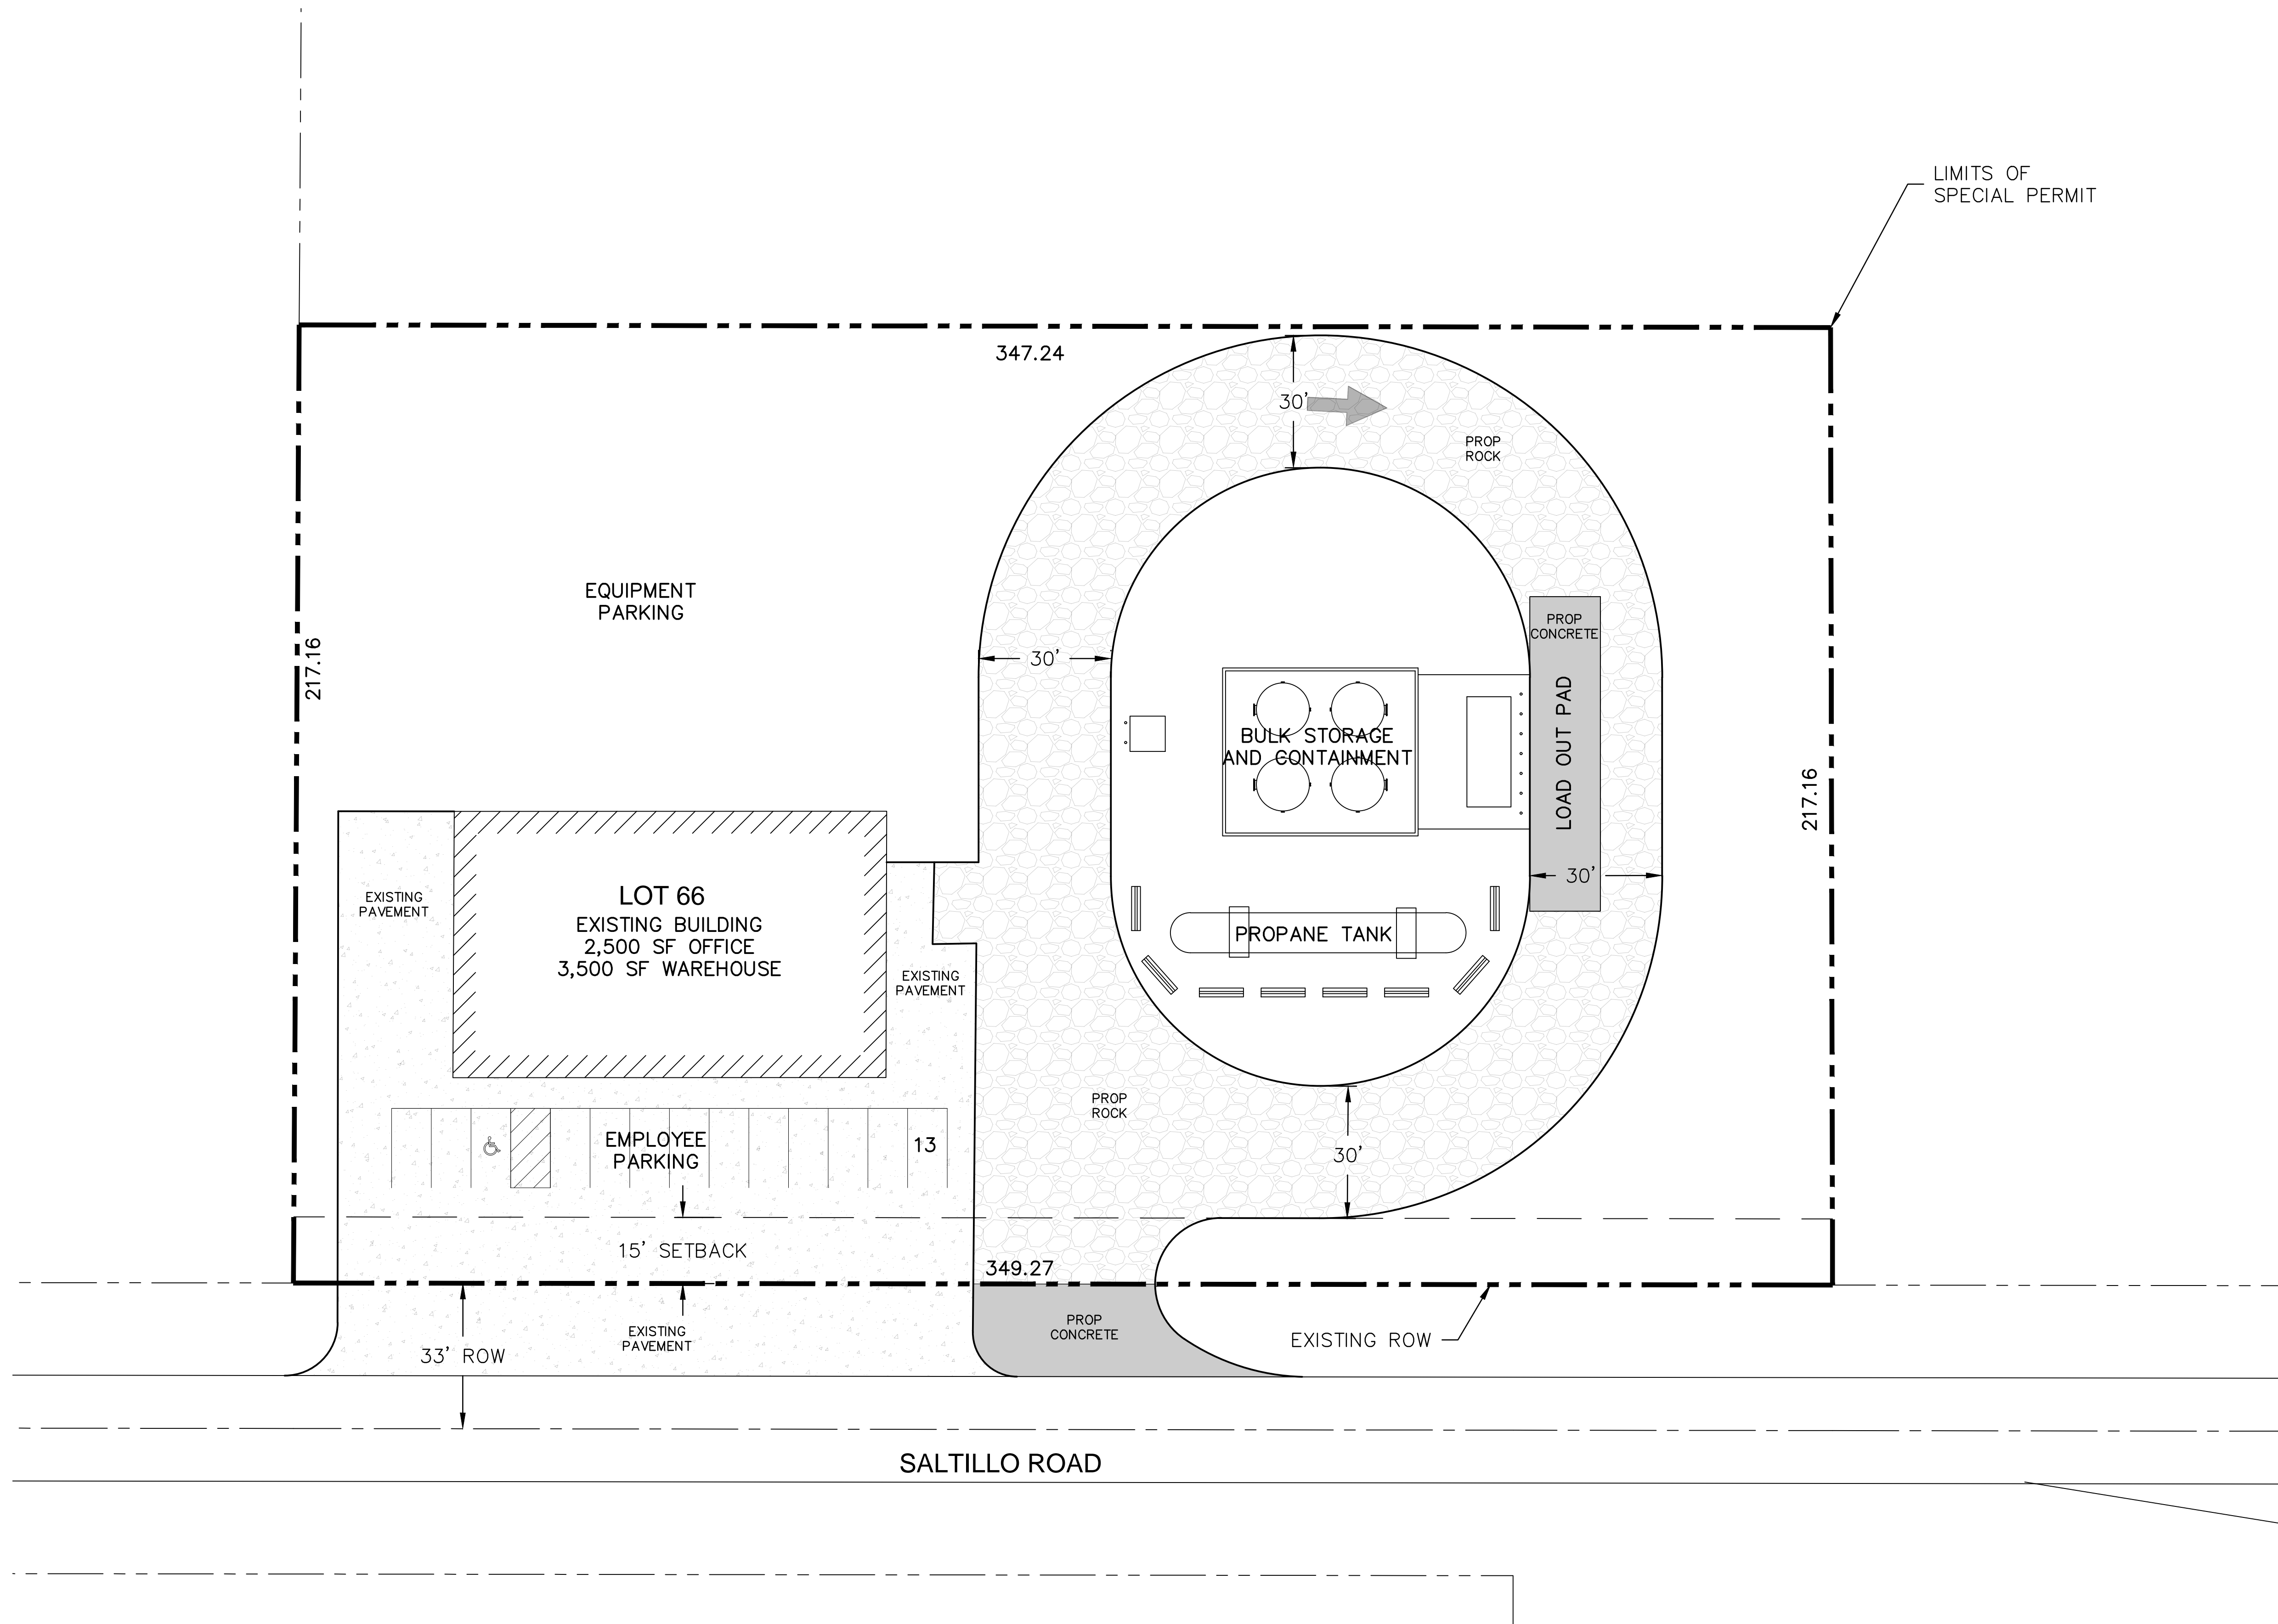 LIMITS OF
SPECIAL PERMIT
347.24
30'
PROP
ROCK
EQUIPMENT
PARKING
217.16
30'
PROP
CONCRETE
LOAD OUT PAD
BULK STORAGE
AND CONTAINMENT
217.16
30'
EXISTING
PAVEMENT
LOT 66
EXISTING BUILDING
2,500 SF OFFICE
3,500 SF WAREHOUSE
EXISTING
PAVEMENT
PROPANE TANK
PROP
ROCK
EMPLOYEE
PARKING
13
30'
15' SETBACK
349.27
EXISTING
PAVEMENT
33' ROW
PROP
CONCRETE
EXISTING ROW
SALTILLO ROAD